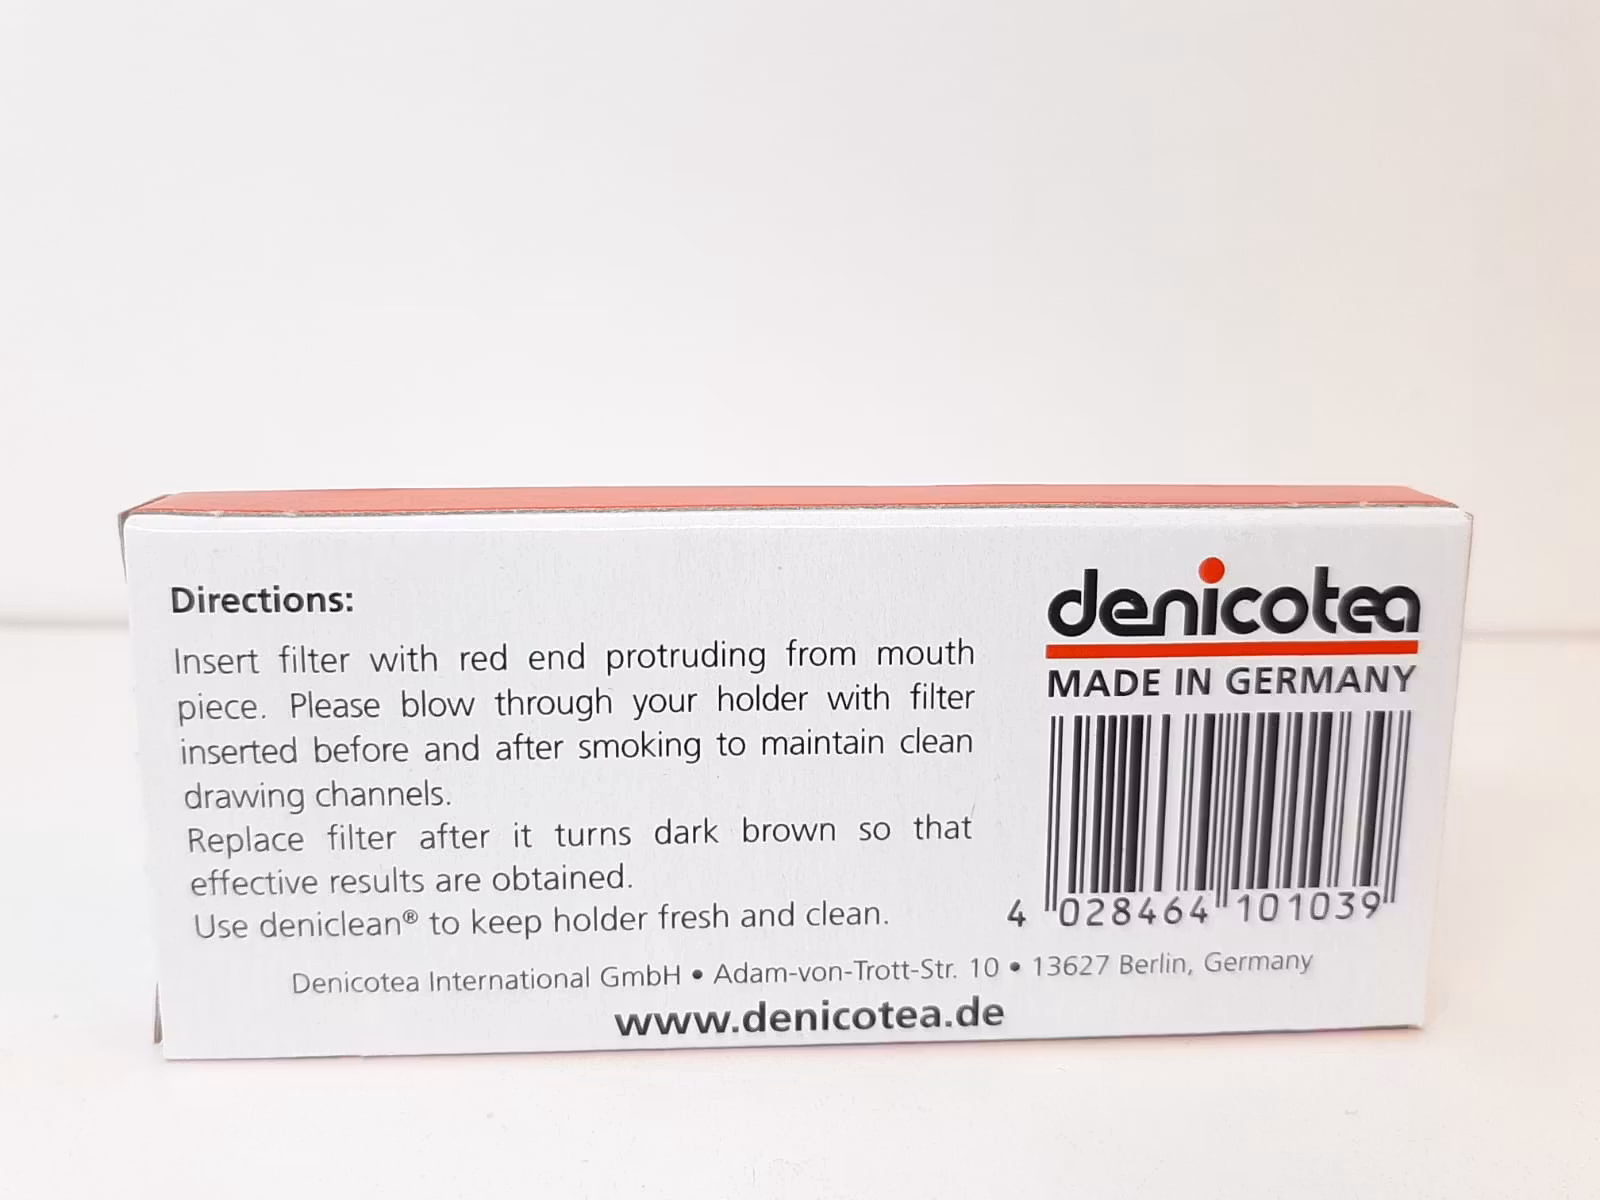 Directions:
Insert filter with red end protruding from mouth
piece. Please blow through your holder with filter
inserted before and after smoking to maintain clean
drawing channels.
Replace filter after it turns dark brown so that
effective results are obtained.
Use deniclean® to keep holder fresh and clean.
denicotea
MADE IN GERMANY
4 028464 101039
Denicotea International GmbH • Adam-von-Trott-Str. 10 • 13627 Berlin, Germany
www.denicotea.de